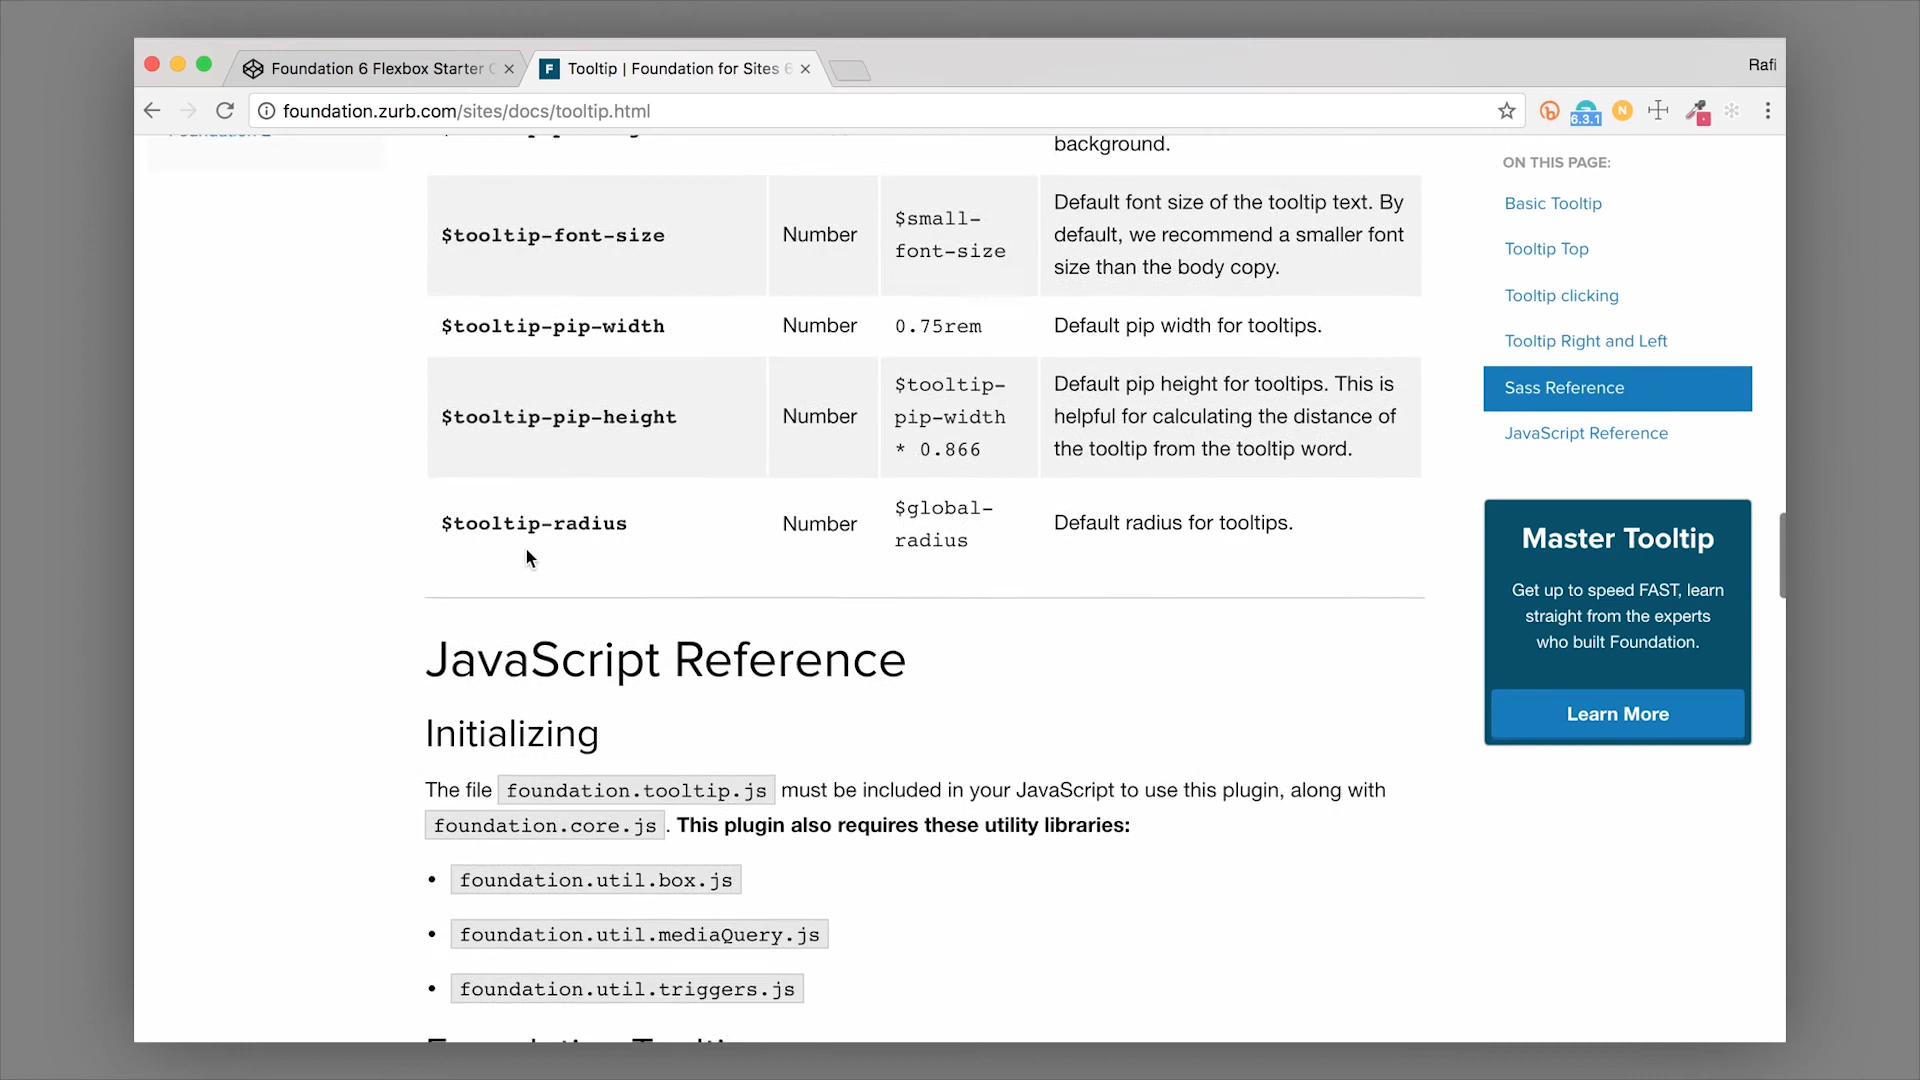 Foundation 6 Flexbox Starter
Tooltip | Foundation for Sites 6
Rafi
foundation.zurb.com/sites/docs/tooltip.html
6.3.1
N
background.
$tooltip-font-size
Number
$small-
font-size
Default font size of the tooltip text. By
default, we recommend a smaller font
size than the body copy.
$tooltip-pip-width
Number
0.75rem
Default pip width for tooltips.
$tooltip-pip-height
Number
$tooltip-
pip-width
* 0.866
Default pip height for tooltips. This is
helpful for calculating the distance of
the tooltip from the tooltip word.
$tooltip-radius
Number
$global-
radius
Default radius for tooltips.
JavaScript Reference
Initializing
The file foundation.tooltip.js must be included in your JavaScript to use this plugin, along with
foundation.core.js. This plugin also requires these utility libraries:
• foundation.util.box.js
• foundation.util.mediaQuery.js
• foundation.util.triggers.js
ON THIS PAGE:
Basic Tooltip
Tooltip Top
Tooltip clicking
Tooltip Right and Left
Sass Reference
JavaScript Reference
Master Tooltip
Get up to speed FAST, learn
straight from the experts
who built Foundation.
Learn More